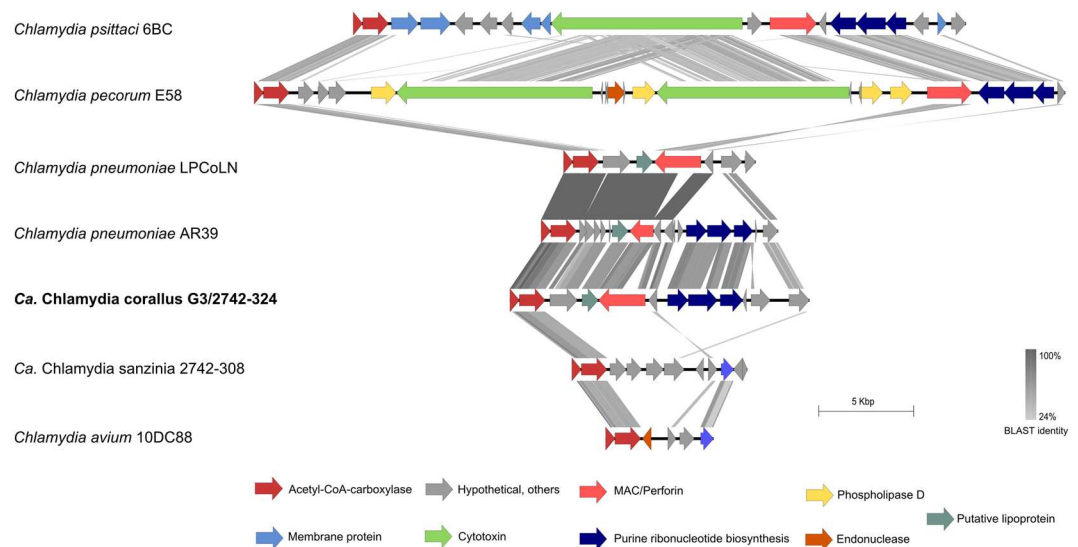 Chlamydia psittaci 6BC
Chlamydia pecorum E58
Chlamydia pneumoniae LPCoLN
Chlamydia pneumoniae AR39
Ca. Chlamydia corallus G3/2742-324
Ca. Chlamydia sanzinia 2742-308
Chlamydia avium 10DC88
100%
24%
BLAST identity
5 Kbp
Acetyl-CoA-carboxylase
Hypothetical, others
MAC/Perforin
Phospholipase D
Putative lipoprotein
Membrane protein
Cytotoxin
Purine ribonucleotide biosynthesis
Endonuclease